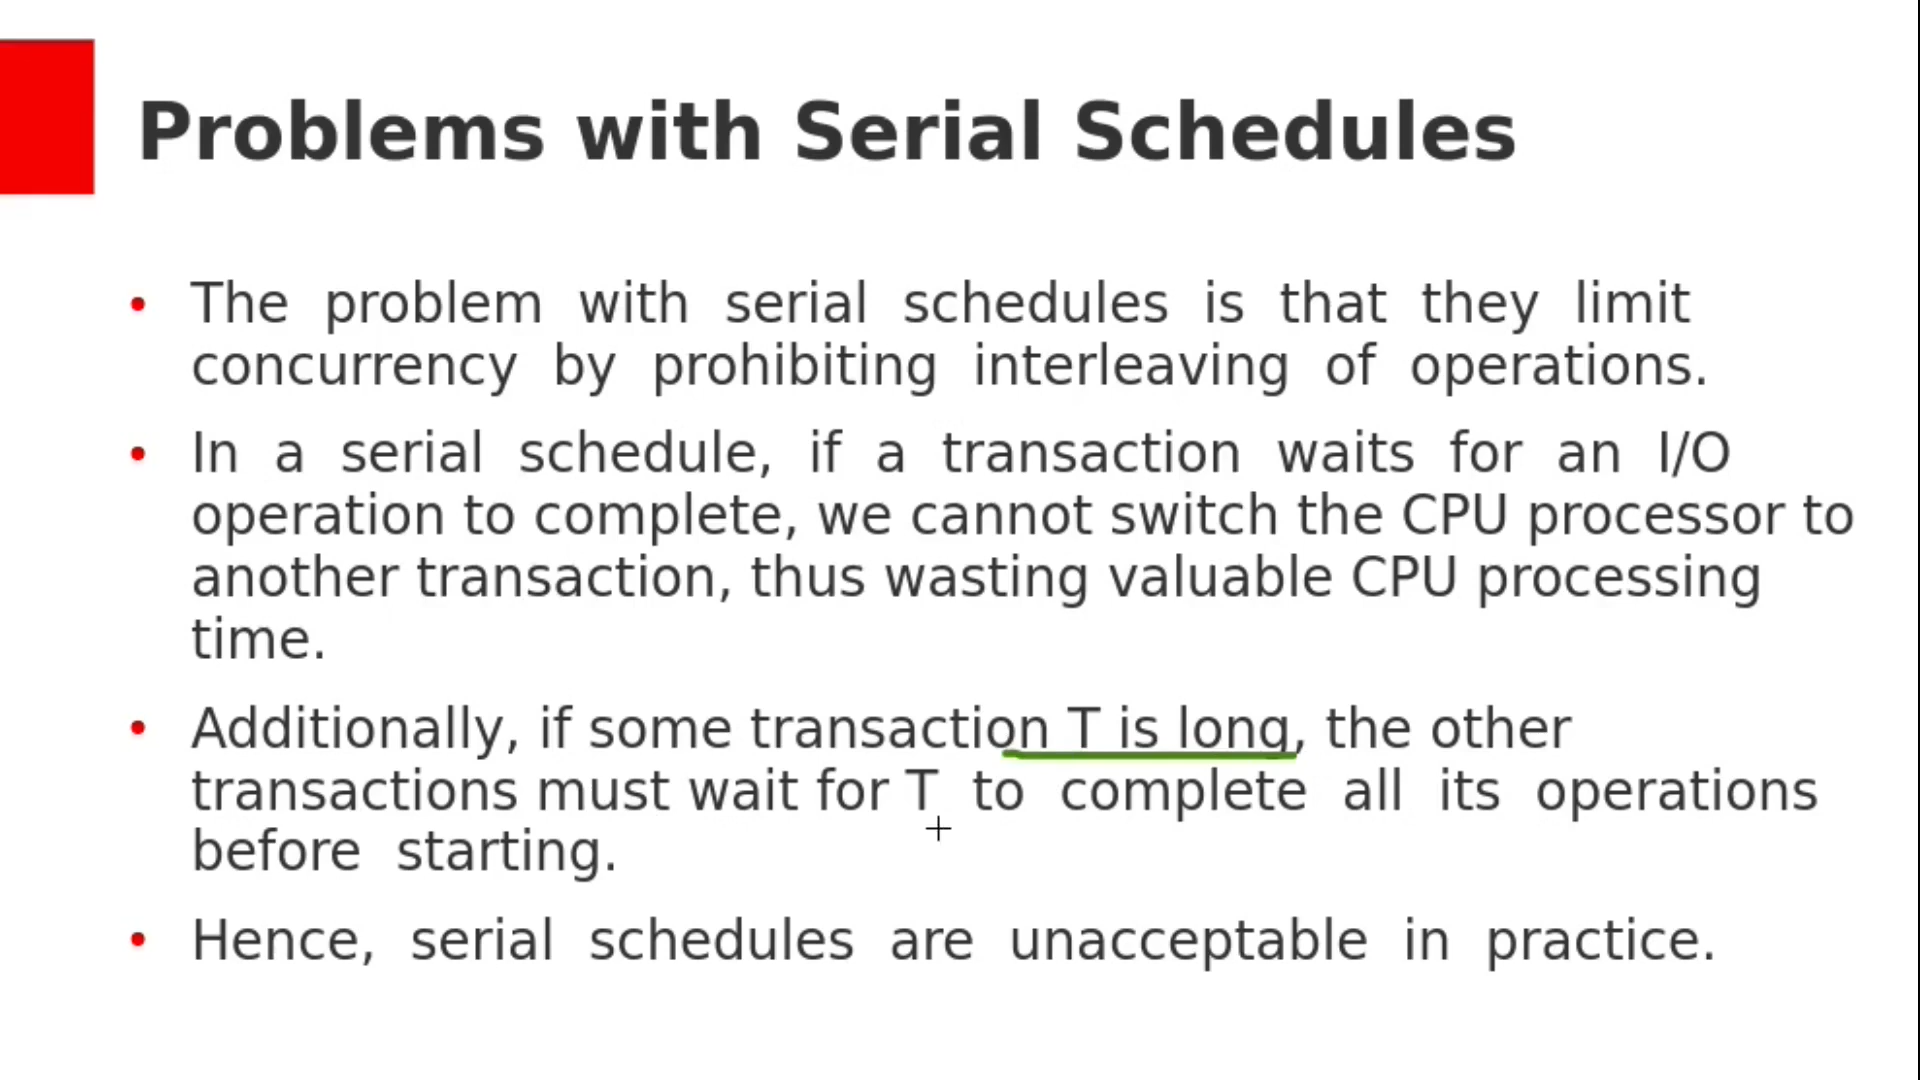 Problems with Serial Schedules
• The problem with serial schedules is that they limit
concurrency by prohibiting interleaving of operations.
• In a serial schedule, if a transaction waits for an I/O
operation to complete, we cannot switch the CPU processor to
another transaction, thus wasting valuable CPU processing
time.
• Additionally, if some transaction T is long, the other
transactions must wait for T to complete all its operations
before starting.
• Hence, serial schedules are unacceptable in practice.